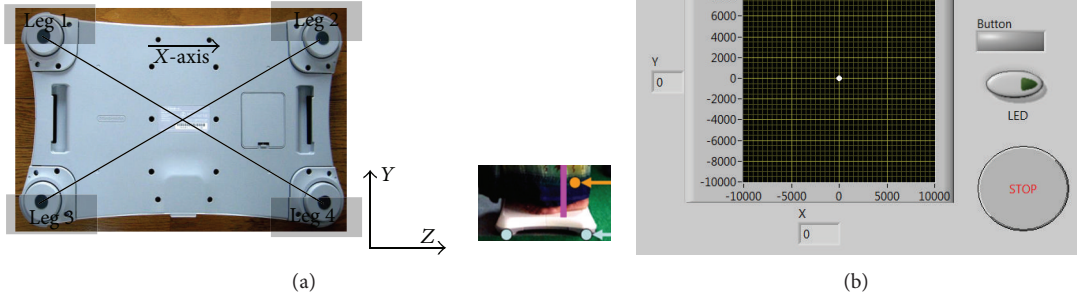 Leg 1
Leg 2
X-axis
Leg 3
Leg 4
Y
Z
(a)
6000
4000
2000
0
-2000
-4000
-6000
-8000
-10000
-10000 -5000 0 5000 10000
Y
0
X
0
Button
LED
STOP
(b)